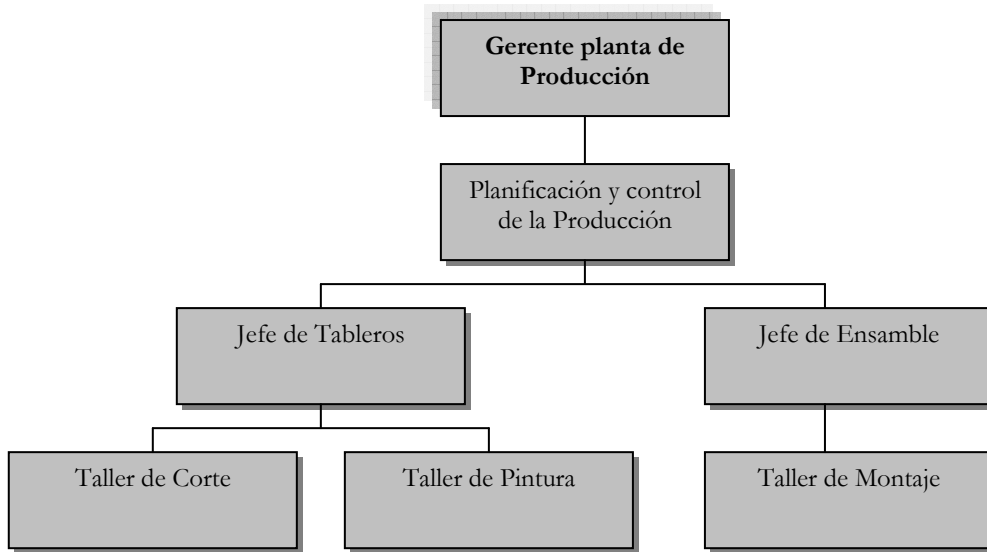 Gerente planta de
Producción
Planificación y control
de la Producción
Jefe de Tableros
Jefe de Ensamble
Taller de Corte
Taller de Pintura
Taller de Montaje